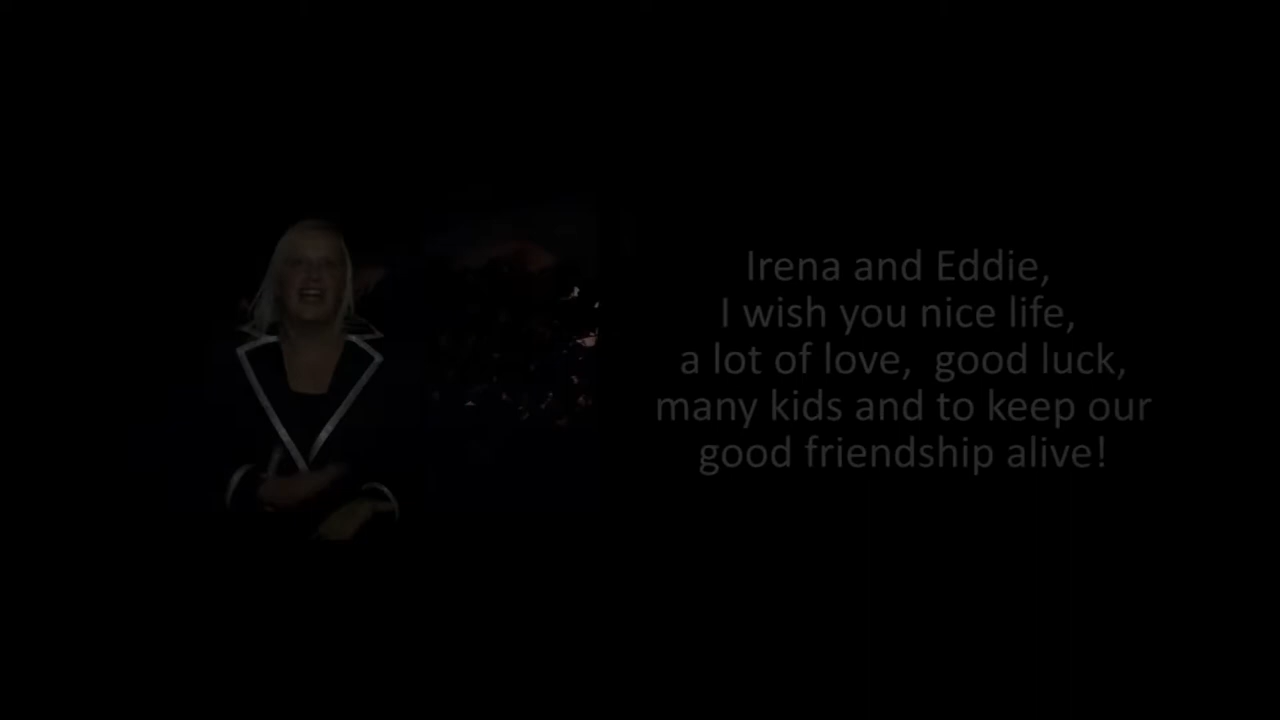 Irena and Eddie,
I wish you nice life,
a lot of love,  good luck,
many kids and to keep our
good friendship alive!